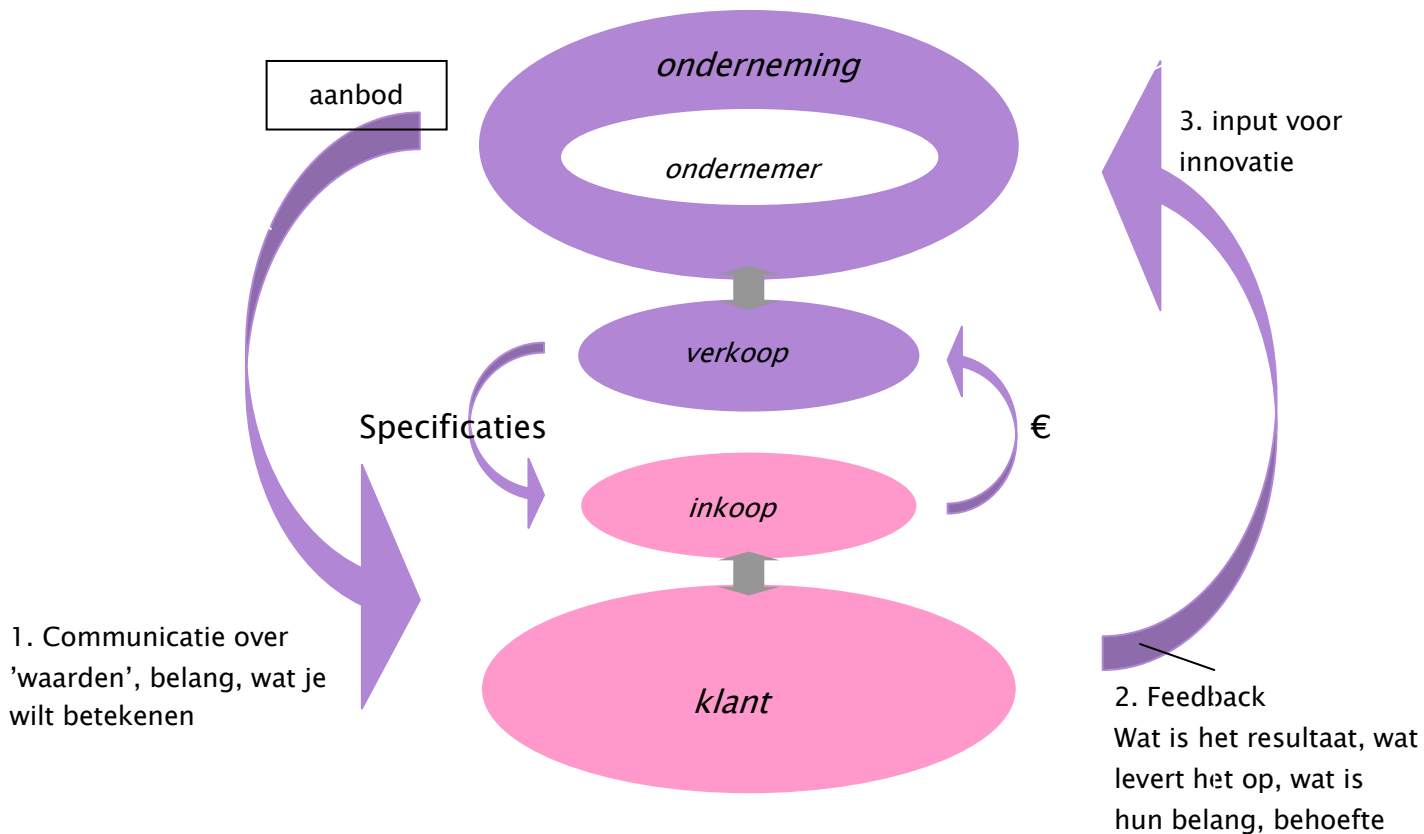 onderneming
aanbod
3. input voor
innovatie
ondernemer
verkoop
Specificaties
€
inkoop
1. Communicatie over
’waarden’, belang, wat je
wilt betekenen
klant
2. Feedback
Wat is het resultaat, wat
levert het op, wat is
hun belang, behoefte